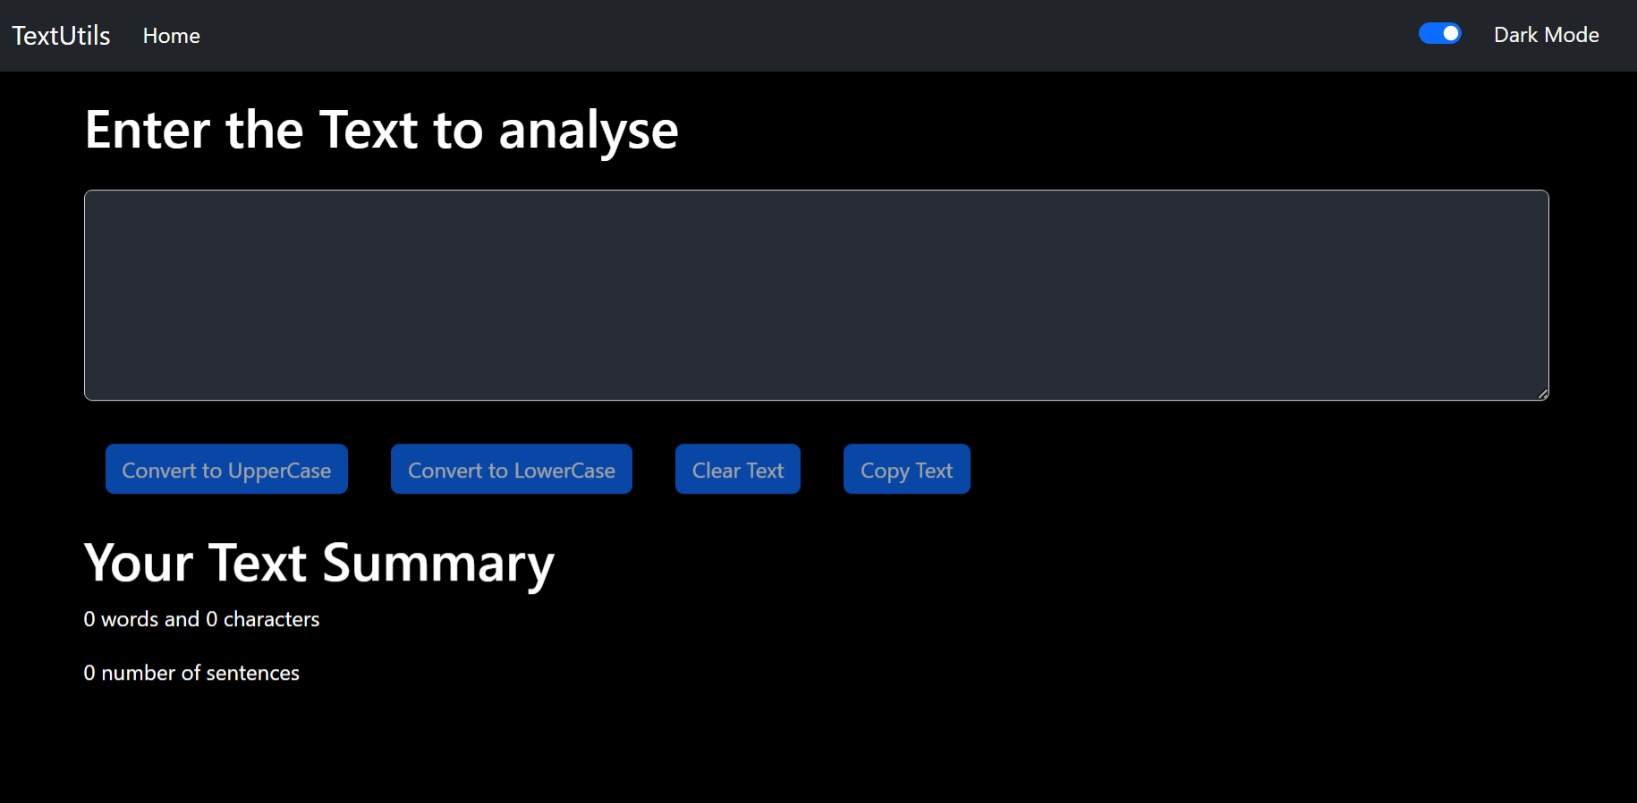 TextUtils Home Dark Mode
Enter the Text to analyse
Convert to UpperCase Convert to LowerCase Clear Text Copy Text
Your Text Summary
0 words and 0 characters
0 number of sentences